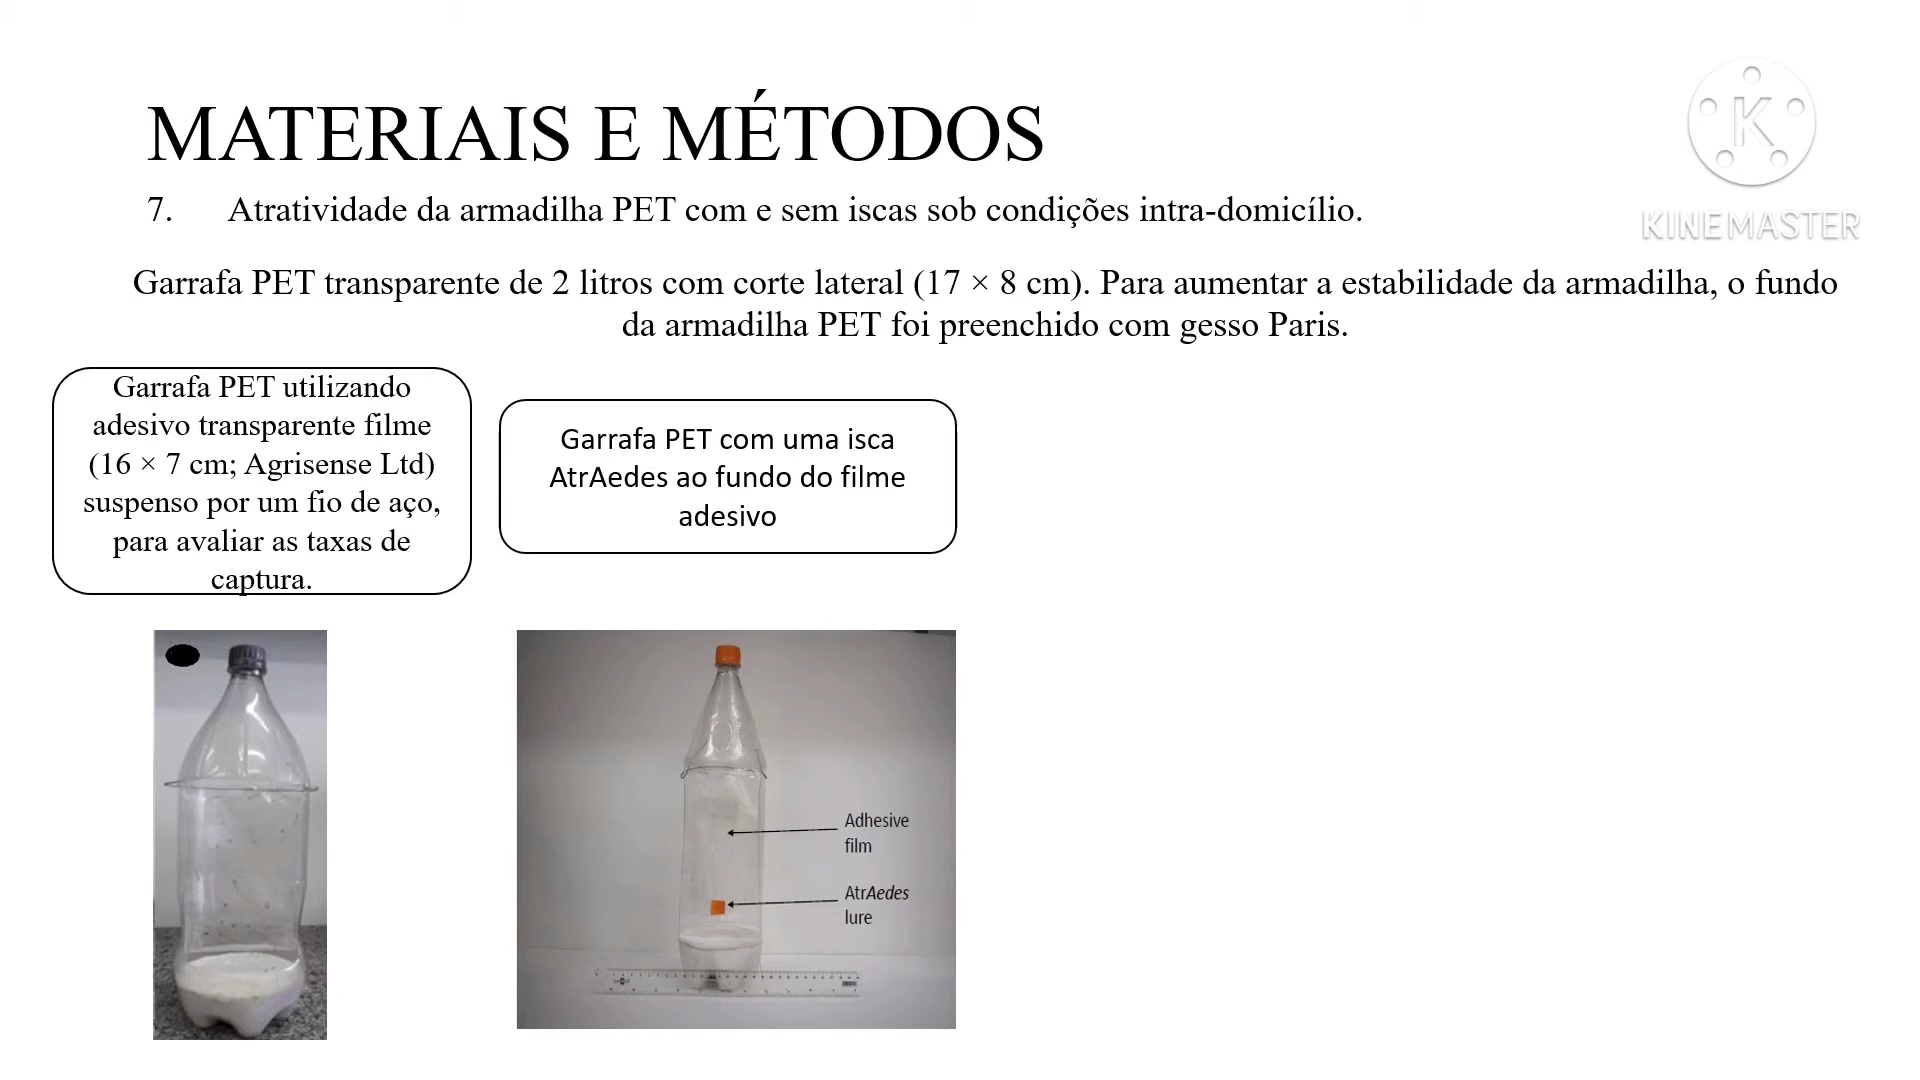 MATERIAIS E MÉTODOS
7. Atratividade da armadilha PET com e sem iscas sob condições intra-domicílio.
Garrafa PET transparente de 2 litros com corte lateral (17 × 8 cm). Para aumentar a estabilidade da armadilha, o fundo
da armadilha PET foi preenchido com gesso Paris.
Garrafa PET utilizando
adesivo transparente filme
(16 × 7 cm; Agrisense Ltd)
suspenso por um fio de aço,
para avaliar as taxas de
captura.
Garrafa PET com uma isca
AtrAedes ao fundo do filme
adesivo
Adhesive
film
AtrAedes
lure
K
KINEMASTER